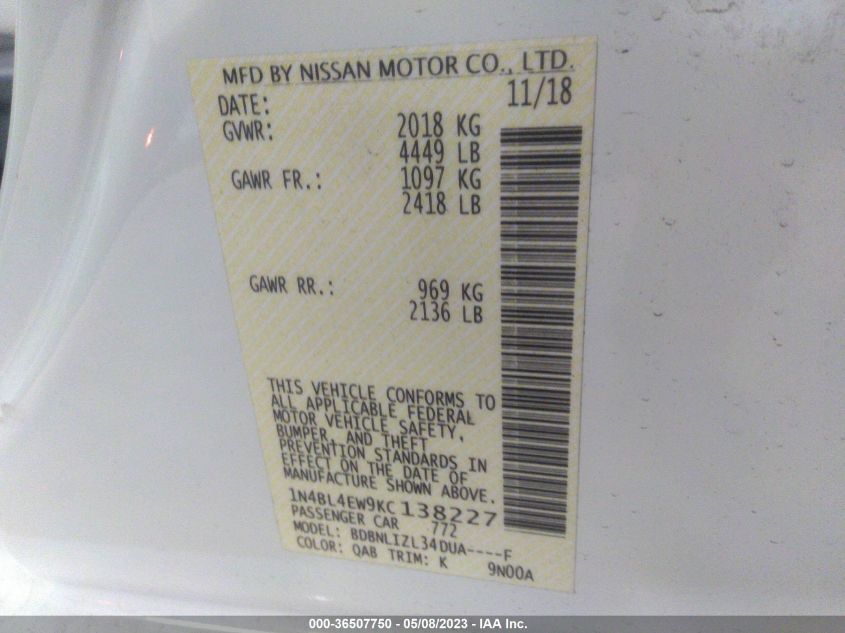 MFD BY NISSAN MOTOR CO., LTD.
DATE: 11/18
GVWR: 2018 KG
4449 LB
GAWR FR.: 1097 KG
2418 LB
GAWR RR.: 969 KG
2136 LB
THIS VEHICLE CONFORMS TO
ALL APPLICABLE FEDERAL
MOTOR VEHICLE SAFETY,
BUMPER, AND THEFT
PREVENTION STANDARDS IN
EFFECT ON THE DATE OF
MANUFACTURE SHOWN ABOVE.
1N4BL4EW9KC138227
PASSENGER CAR 772
MODEL: BDBNLIZL34DUA----F
COLOR: QAB TRIM: K 9N00A
000-36507750 - 05/08/2023 - IAA Inc.